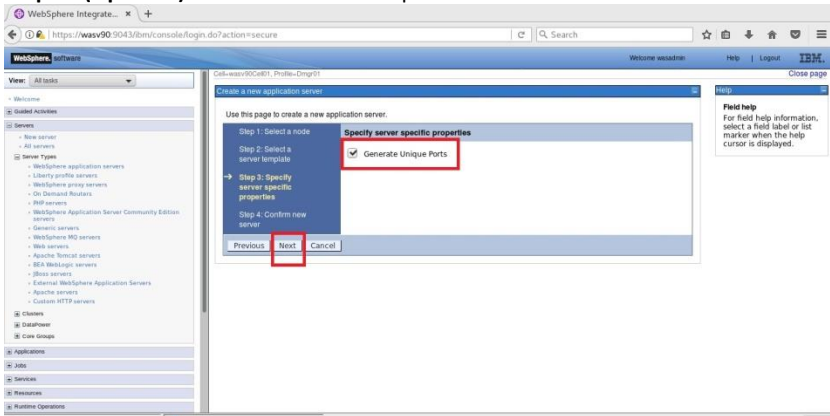 WebSphere Integrate...
https://wasv90:9043/ibm/console/login.do?action=secure
Search
WebSphere. software
Welcome wasadmin
Help | Logout
IBM.
View: All tasks
Cell=wasv90Cell01, Profile=Dmgr01
Close page
Welcome
Guided Activities
Servers
New server
All servers
Server Types
WebSphere application servers
Liberty profile servers
WebSphere proxy servers
On Demand Routers
PHP servers
WebSphere Application Server Community Edition
servers
Generic servers
WebSphere MQ servers
Web servers
Apache Tomcat servers
BEA WebLogic servers
JBoss servers
External WebSphere Application Servers
Apache servers
Custom HTTP servers
Clusters
DataPower
Core Groups
Applications
Jobs
Services
Resources
Runtime Operations
Create a new application server
Use this page to create a new application server.
Step 1: Select a node
Step 2: Select a
server template
Step 3: Specify
server specific
properties
Step 4: Confirm new
server
Specify server specific properties
Generate Unique Ports
Previous Next Cancel
Help
Field help
For field help information,
select a field label or list
marker when the help
cursor is displayed.